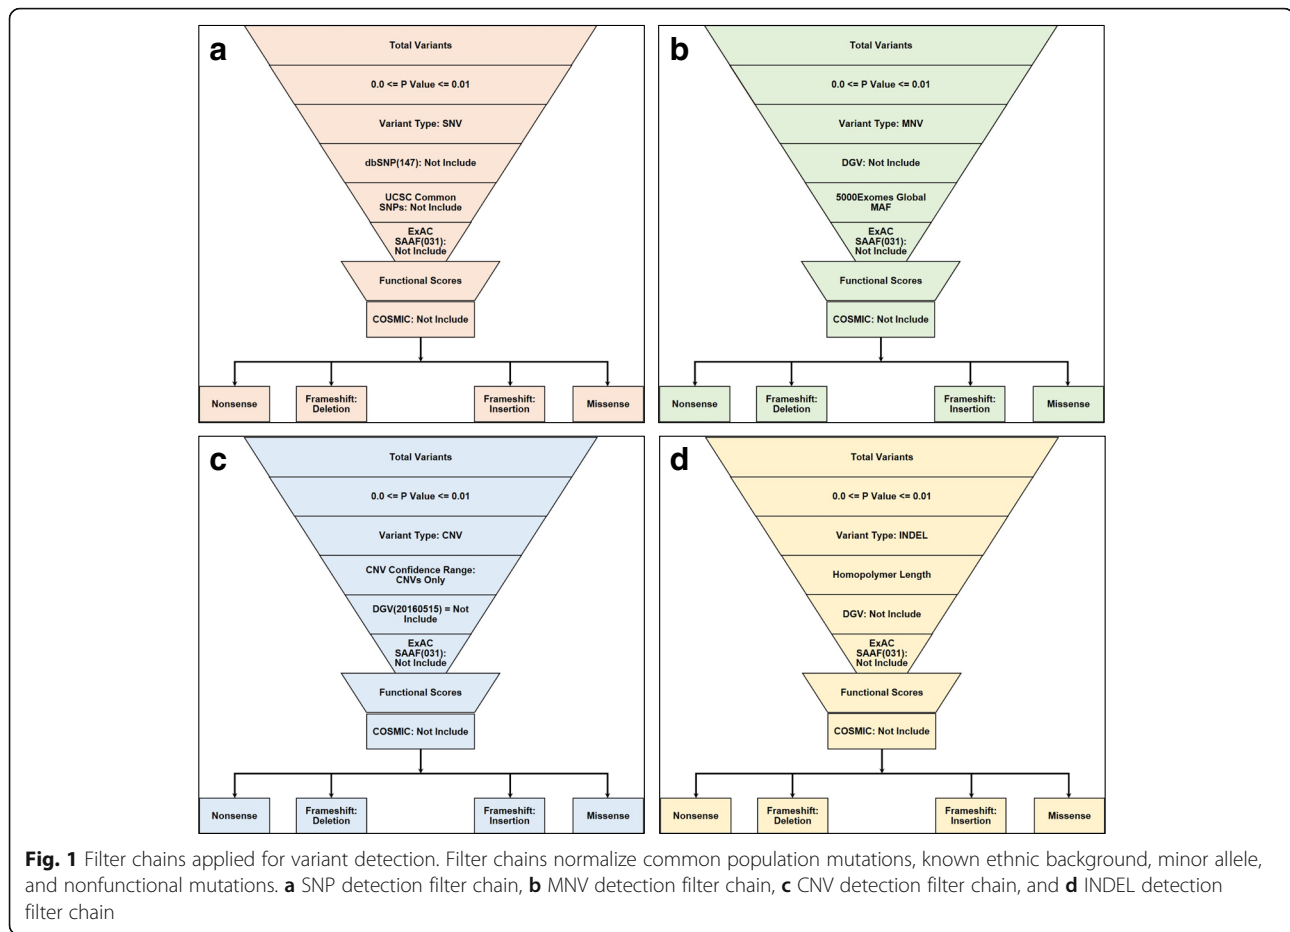 a
Total Variants
0.0 <= P Value <= 0.01
Variant Type: SNV
dbSNP(147): Not Include
UCSC Common
SNPs: Not Include
ExAC
SAAF(031):
Not Include
Functional Scores
COSMIC: Not Include
Nonsense
Frameshift:
Deletion
Frameshift:
Insertion
Missense
b
Total Variants
0.0 <= P Value <= 0.01
Variant Type: MNV
DGV: Not Include
5000Exomes Global
MAF
ExAC
SAAF(031):
Not Include
Functional Scores
COSMIC: Not Include
Nonsense
Frameshift:
Deletion
Frameshift:
Insertion
Missense
c
Total Variants
0.0 <= P Value <= 0.01
Variant Type: CNV
CNV Confidence Range:
CNVs Only
DGV(20160515) = Not
Include
ExAC
SAAF(031):
Not Include
Functional Scores
COSMIC: Not Include
Nonsense
Frameshift:
Deletion
Frameshift:
Insertion
Missense
d
Total Variants
0.0 <= P Value <= 0.01
Variant Type: INDEL
Homopolymer Length
DGV: Not Include
ExAC
SAAF(031):
Not Include
Functional Scores
COSMIC: Not Include
Nonsense
Frameshift:
Deletion
Frameshift:
Insertion
Missense
Fig. 1 Filter chains applied for variant detection. Filter chains normalize common population mutations, known ethnic background, minor allele,
and nonfunctional mutations. a SNP detection filter chain, b MNV detection filter chain, c CNV detection filter chain, and d INDEL detection
filter chain